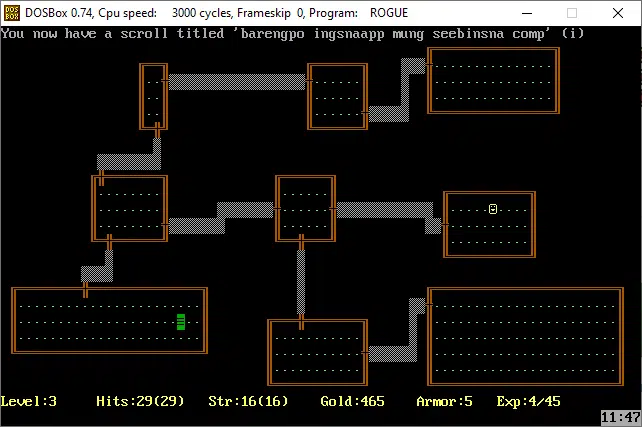 DOSBox 0.74, Cpu speed: 3000 cycles, Frameskip 0, Program: ROGUE
DOS
BOX
You now have a scroll titled 'barengpo ingsnaapp mung seebinsna comp' (i)
Level:3 Hits:29(29) Str:16(16) Gold:465 Armor:5 Exp:4/45
11:47